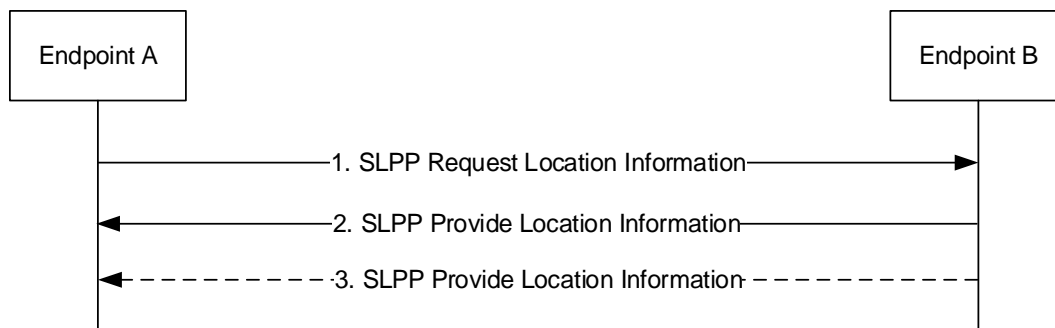 Endpoint A
Endpoint B
1. SLPP Request Location Information
2. SLPP Provide Location Information
3. SLPP Provide Location Information